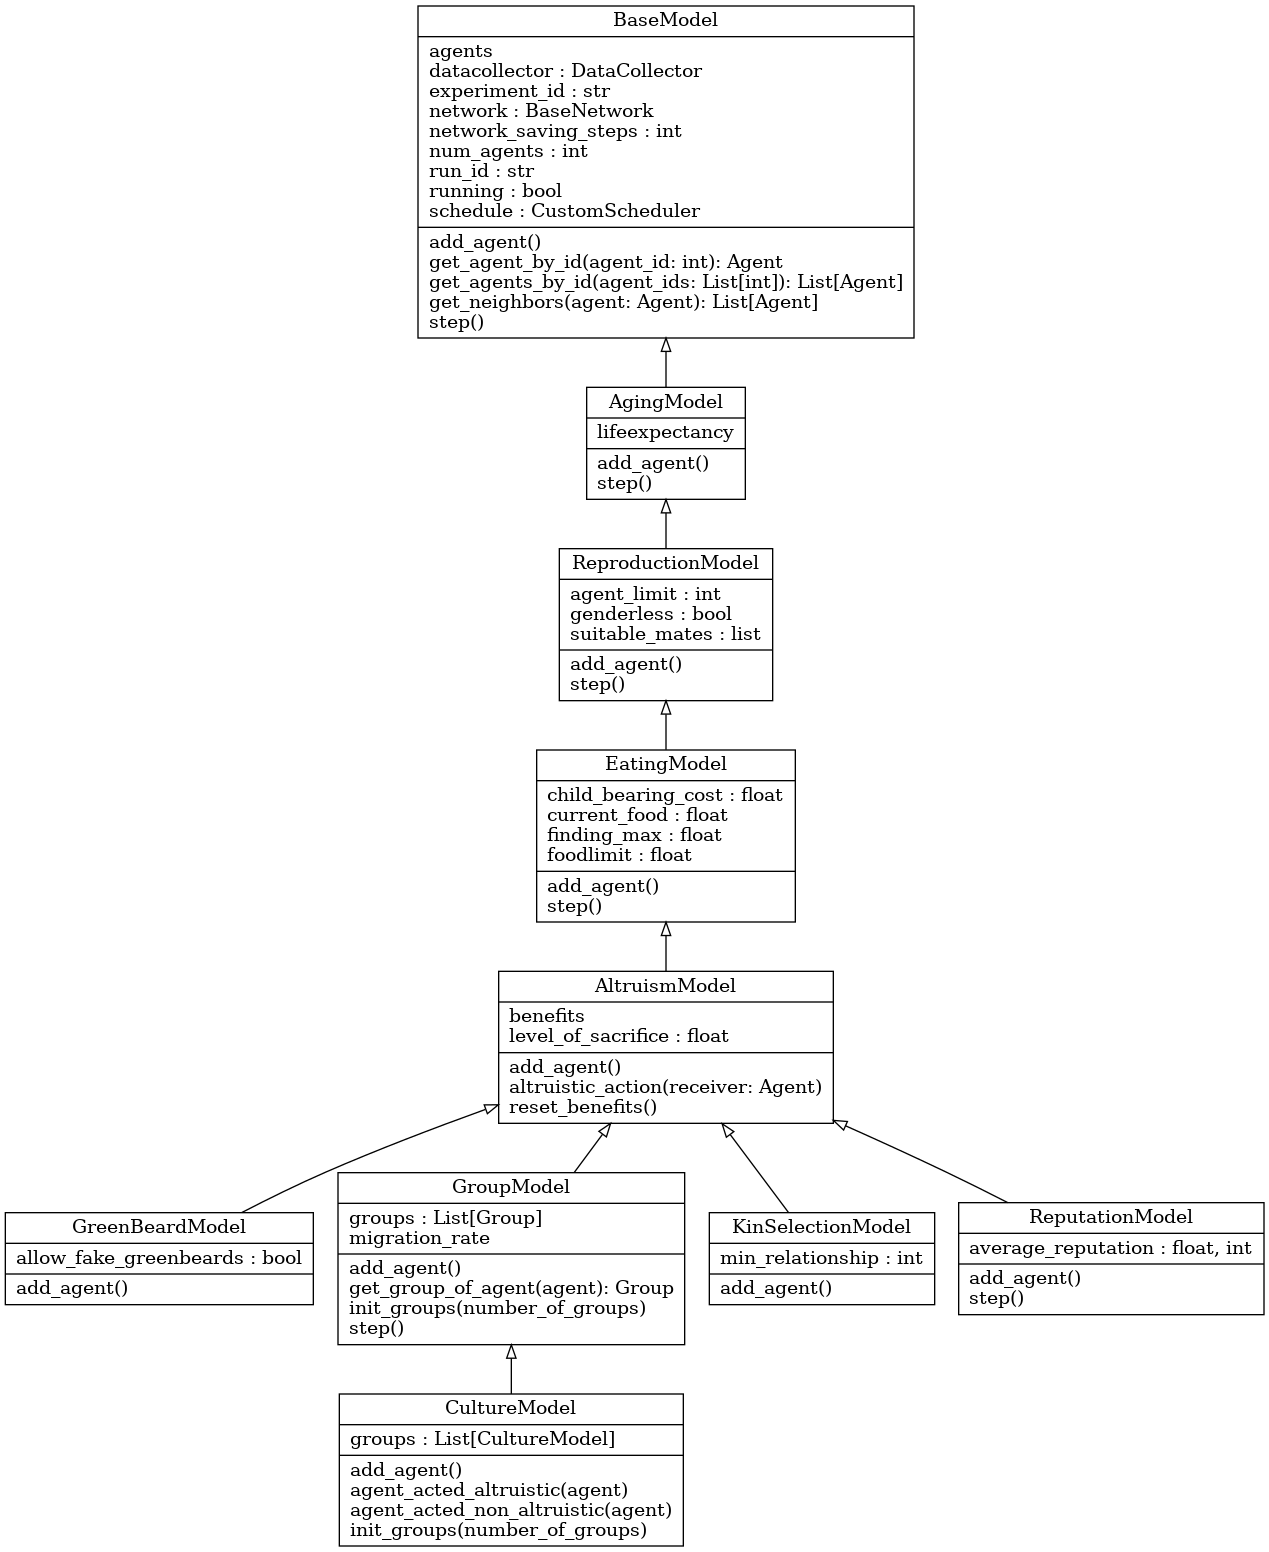 BaseModel
agents
datacollector : DataCollector
experiment_id : str
network : BaseNetwork
network_saving_steps : int
num_agents : int
run_id : str
running : bool
schedule : CustomScheduler
add_agent()
get_agent_by_id(agent_id: int): Agent
get_agents_by_id(agent_ids: List[int]): List[Agent]
get_neighbors(agent: Agent): List[Agent]
step()
AgingModel
lifeexpectancy
add_agent()
step()
ReproductionModel
agent_limit : int
genderless : bool
suitable_mates : list
add_agent()
step()
EatingModel
child_bearing_cost : float
current_food : float
finding_max : float
foodlimit : float
add_agent()
step()
AltruismModel
benefits
level_of_sacrifice : float
add_agent()
altruistic_action(receiver: Agent)
reset_benefits()
GreenBeardModel
allow_fake_greenbeards : bool
add_agent()
GroupModel
groups : List[Group]
migration_rate
add_agent()
get_group_of_agent(agent): Group
init_groups(number_of_groups)
step()
KinSelectionModel
min_relationship : int
add_agent()
ReputationModel
average_reputation : float, int
add_agent()
step()
CultureModel
groups : List[CultureModel]
add_agent()
agent_acted_altruistic(agent)
agent_acted_non_altruistic(agent)
init_groups(number_of_groups)